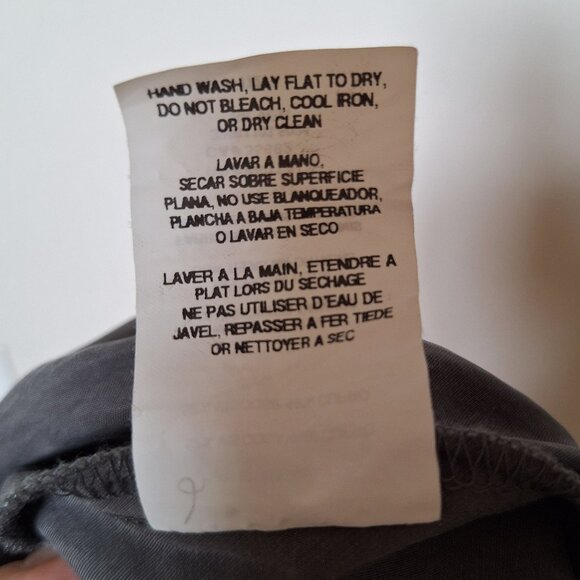 HAND WASH, LAY FLAT TO DRY,
DO NOT BLEACH, COOL IRON,
OR DRY CLEAN
LAVAR A MANO,
SECAR SOBRE SUPERFICIE
PLANA, NO USE BLANQUEADOR,
PLANCHA A BAJA TEMPERATURA
O LAVAR EN SECO
LAVER A LA MAIN, ETENDRE A
PLAT LORS DU SECHAGE
NE PAS UTILISER D'EAU DE
JAVEL, REPASSER A FER TIEDE
OR NETTOYER A SEC